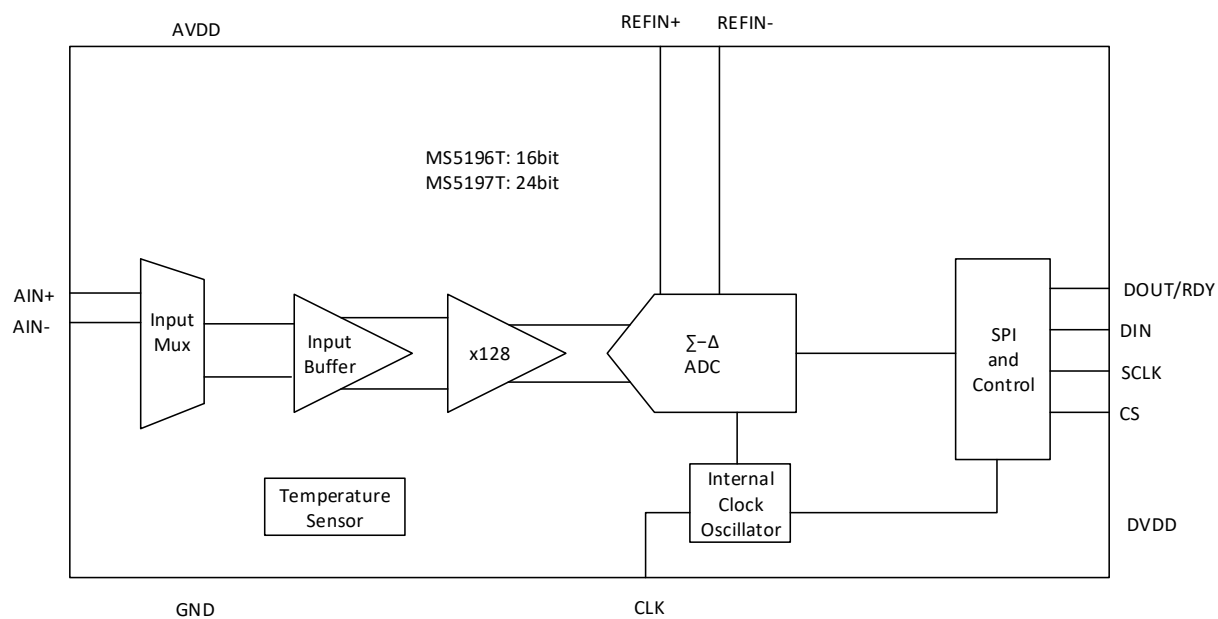 AVDD
REFIN+
REFIN-
MS5196T: 16bit
MS5197T: 24bit
AIN+
AIN-
Input
Mux
Input
Buffer
x128
∑−Δ
ADC
SPI
and
Control
DOUT/RDY
DIN
SCLK
CS
Temperature
Sensor
Internal
Clock
Oscillator
DVDD
GND
CLK